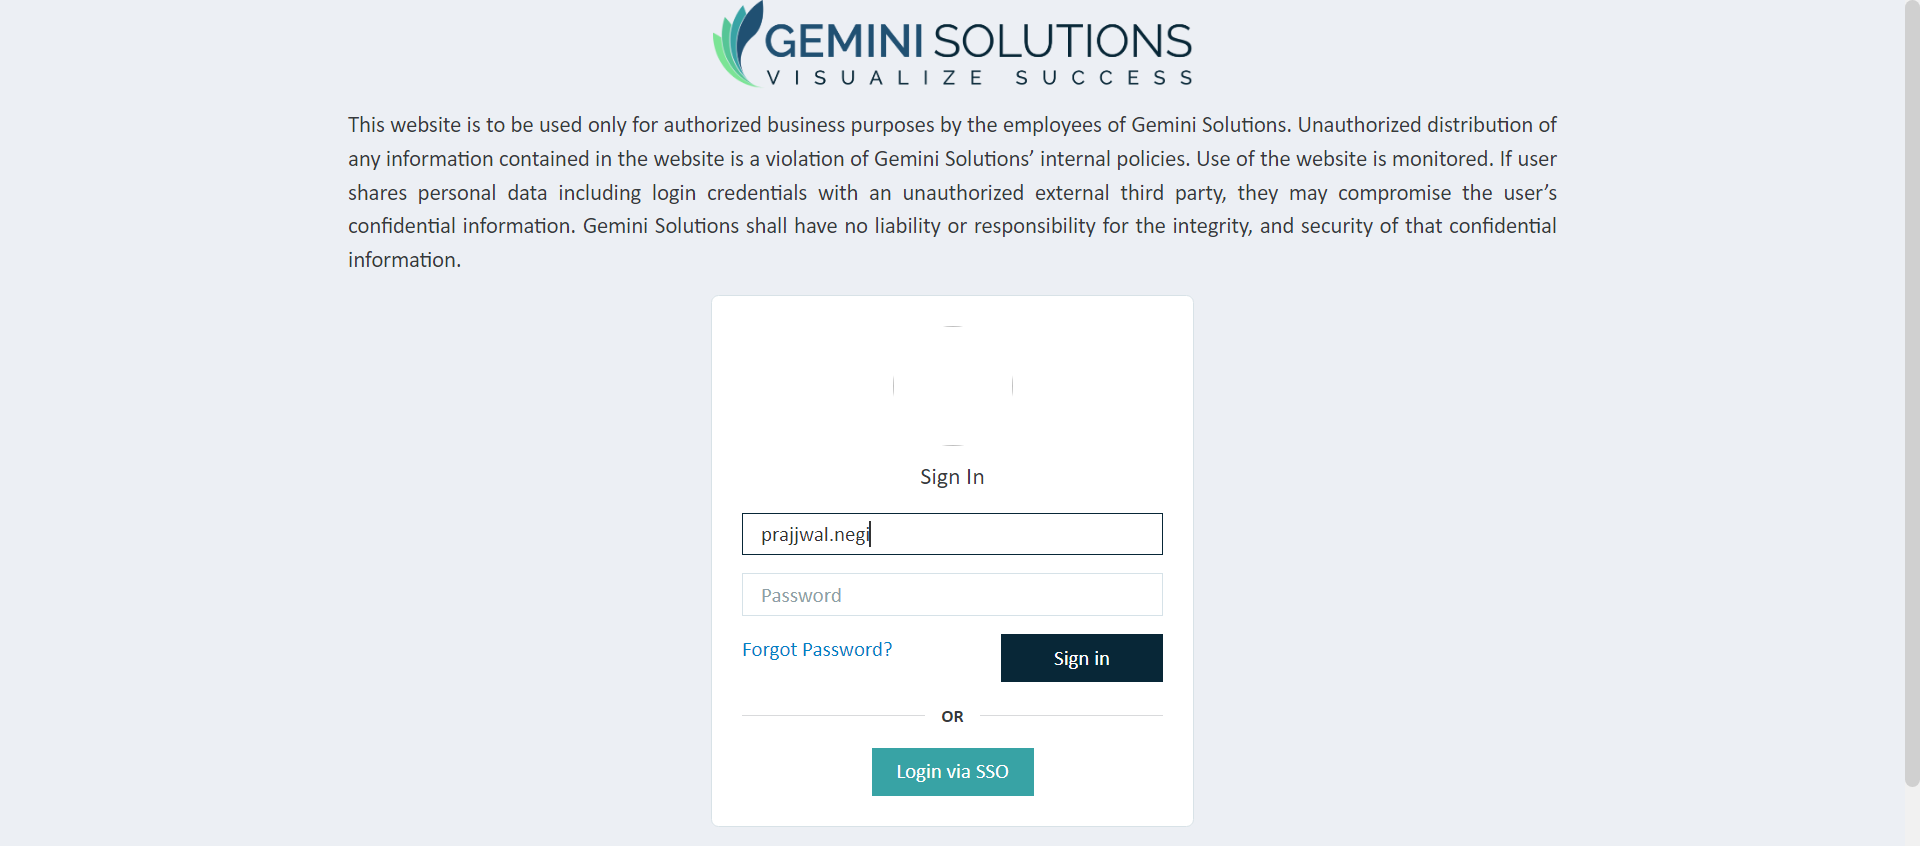 GEMINI SOLUTIONS
VISUALIZE SUCCESS
This website is to be used only for authorized business purposes by the employees of Gemini Solutions. Unauthorized distribution of
any information contained in the website is a violation of Gemini Solutions’ internal policies. Use of the website is monitored. If user
shares personal data including login credentials with an unauthorized external third party, they may compromise the user’s
confidential information. Gemini Solutions shall have no liability or responsibility for the integrity, and security of that confidential
information.
Sign In
prajjwal.negi
Password
Forgot Password?
Sign in
OR
Login via SSO